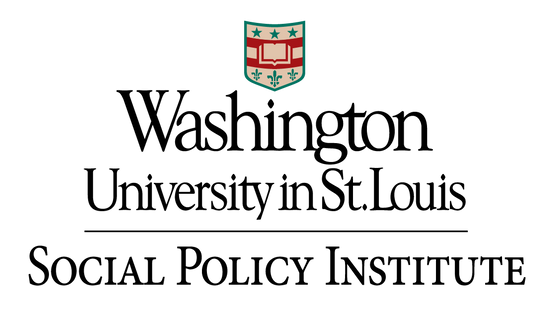 Washington
University in St. Louis
SOCIAL POLICY INSTITUTE